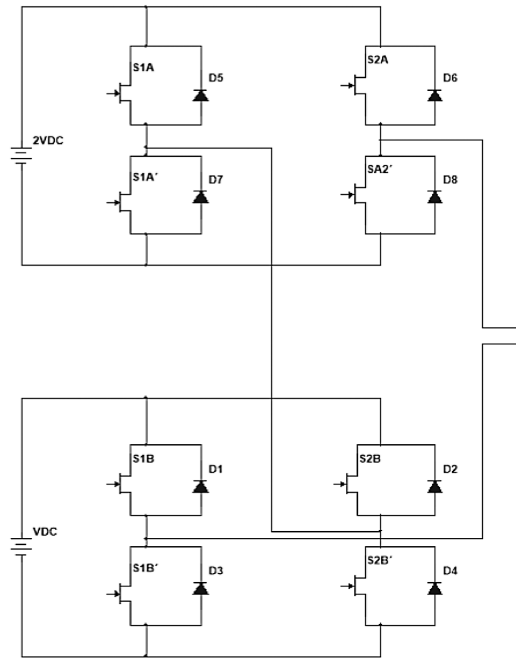 S1A
D5
S2A
D6
2VDC
S1A´
D7
SA2´
D8
S1B
D1
S2B
D2
VDC
S1B´
D3
S2B´
D4